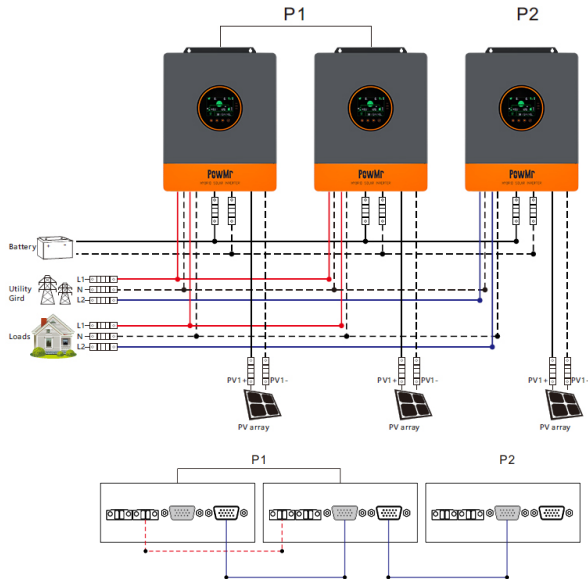 P1
P2
PowMr
PowMr
PowMr
Battery
Utility
Gird
L1
N
L2
Loads
L1
N
L2
PV1+
PV1-
PV1+
PV1-
PV1+
PV1-
PV array
PV array
PV array
P1
P2